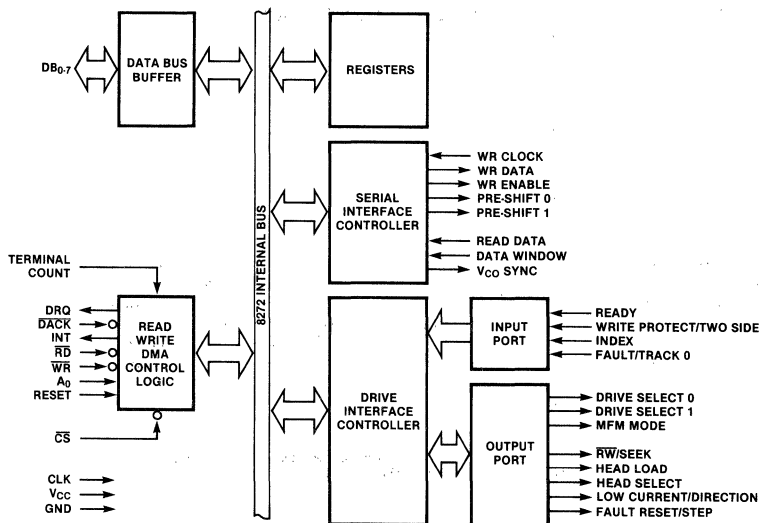 DB0-7
DATA BUS
BUFFER
REGISTERS
8272 INTERNAL BUS
SERIAL
INTERFACE
CONTROLLER
WR CLOCK
WR DATA
WR ENABLE
PRE-SHIFT 0
PRE-SHIFT 1
READ DATA
DATA WINDOW
VCO SYNC
TERMINAL
COUNT
DRQ
DACK
INT
RD
WR
A0
RESET
CS
READ
WRITE
DMA
CONTROL
LOGIC
CLK
VCC
GND
DRIVE
INTERFACE
CONTROLLER
INPUT
PORT
READY
WRITE PROTECT/TWO SIDE
INDEX
FAULT/TRACK 0
OUTPUT
PORT
DRIVE SELECT 0
DRIVE SELECT 1
MFM MODE
RW/SEEK
HEAD LOAD
HEAD SELECT
LOW CURRENT/DIRECTION
FAULT RESET/STEP